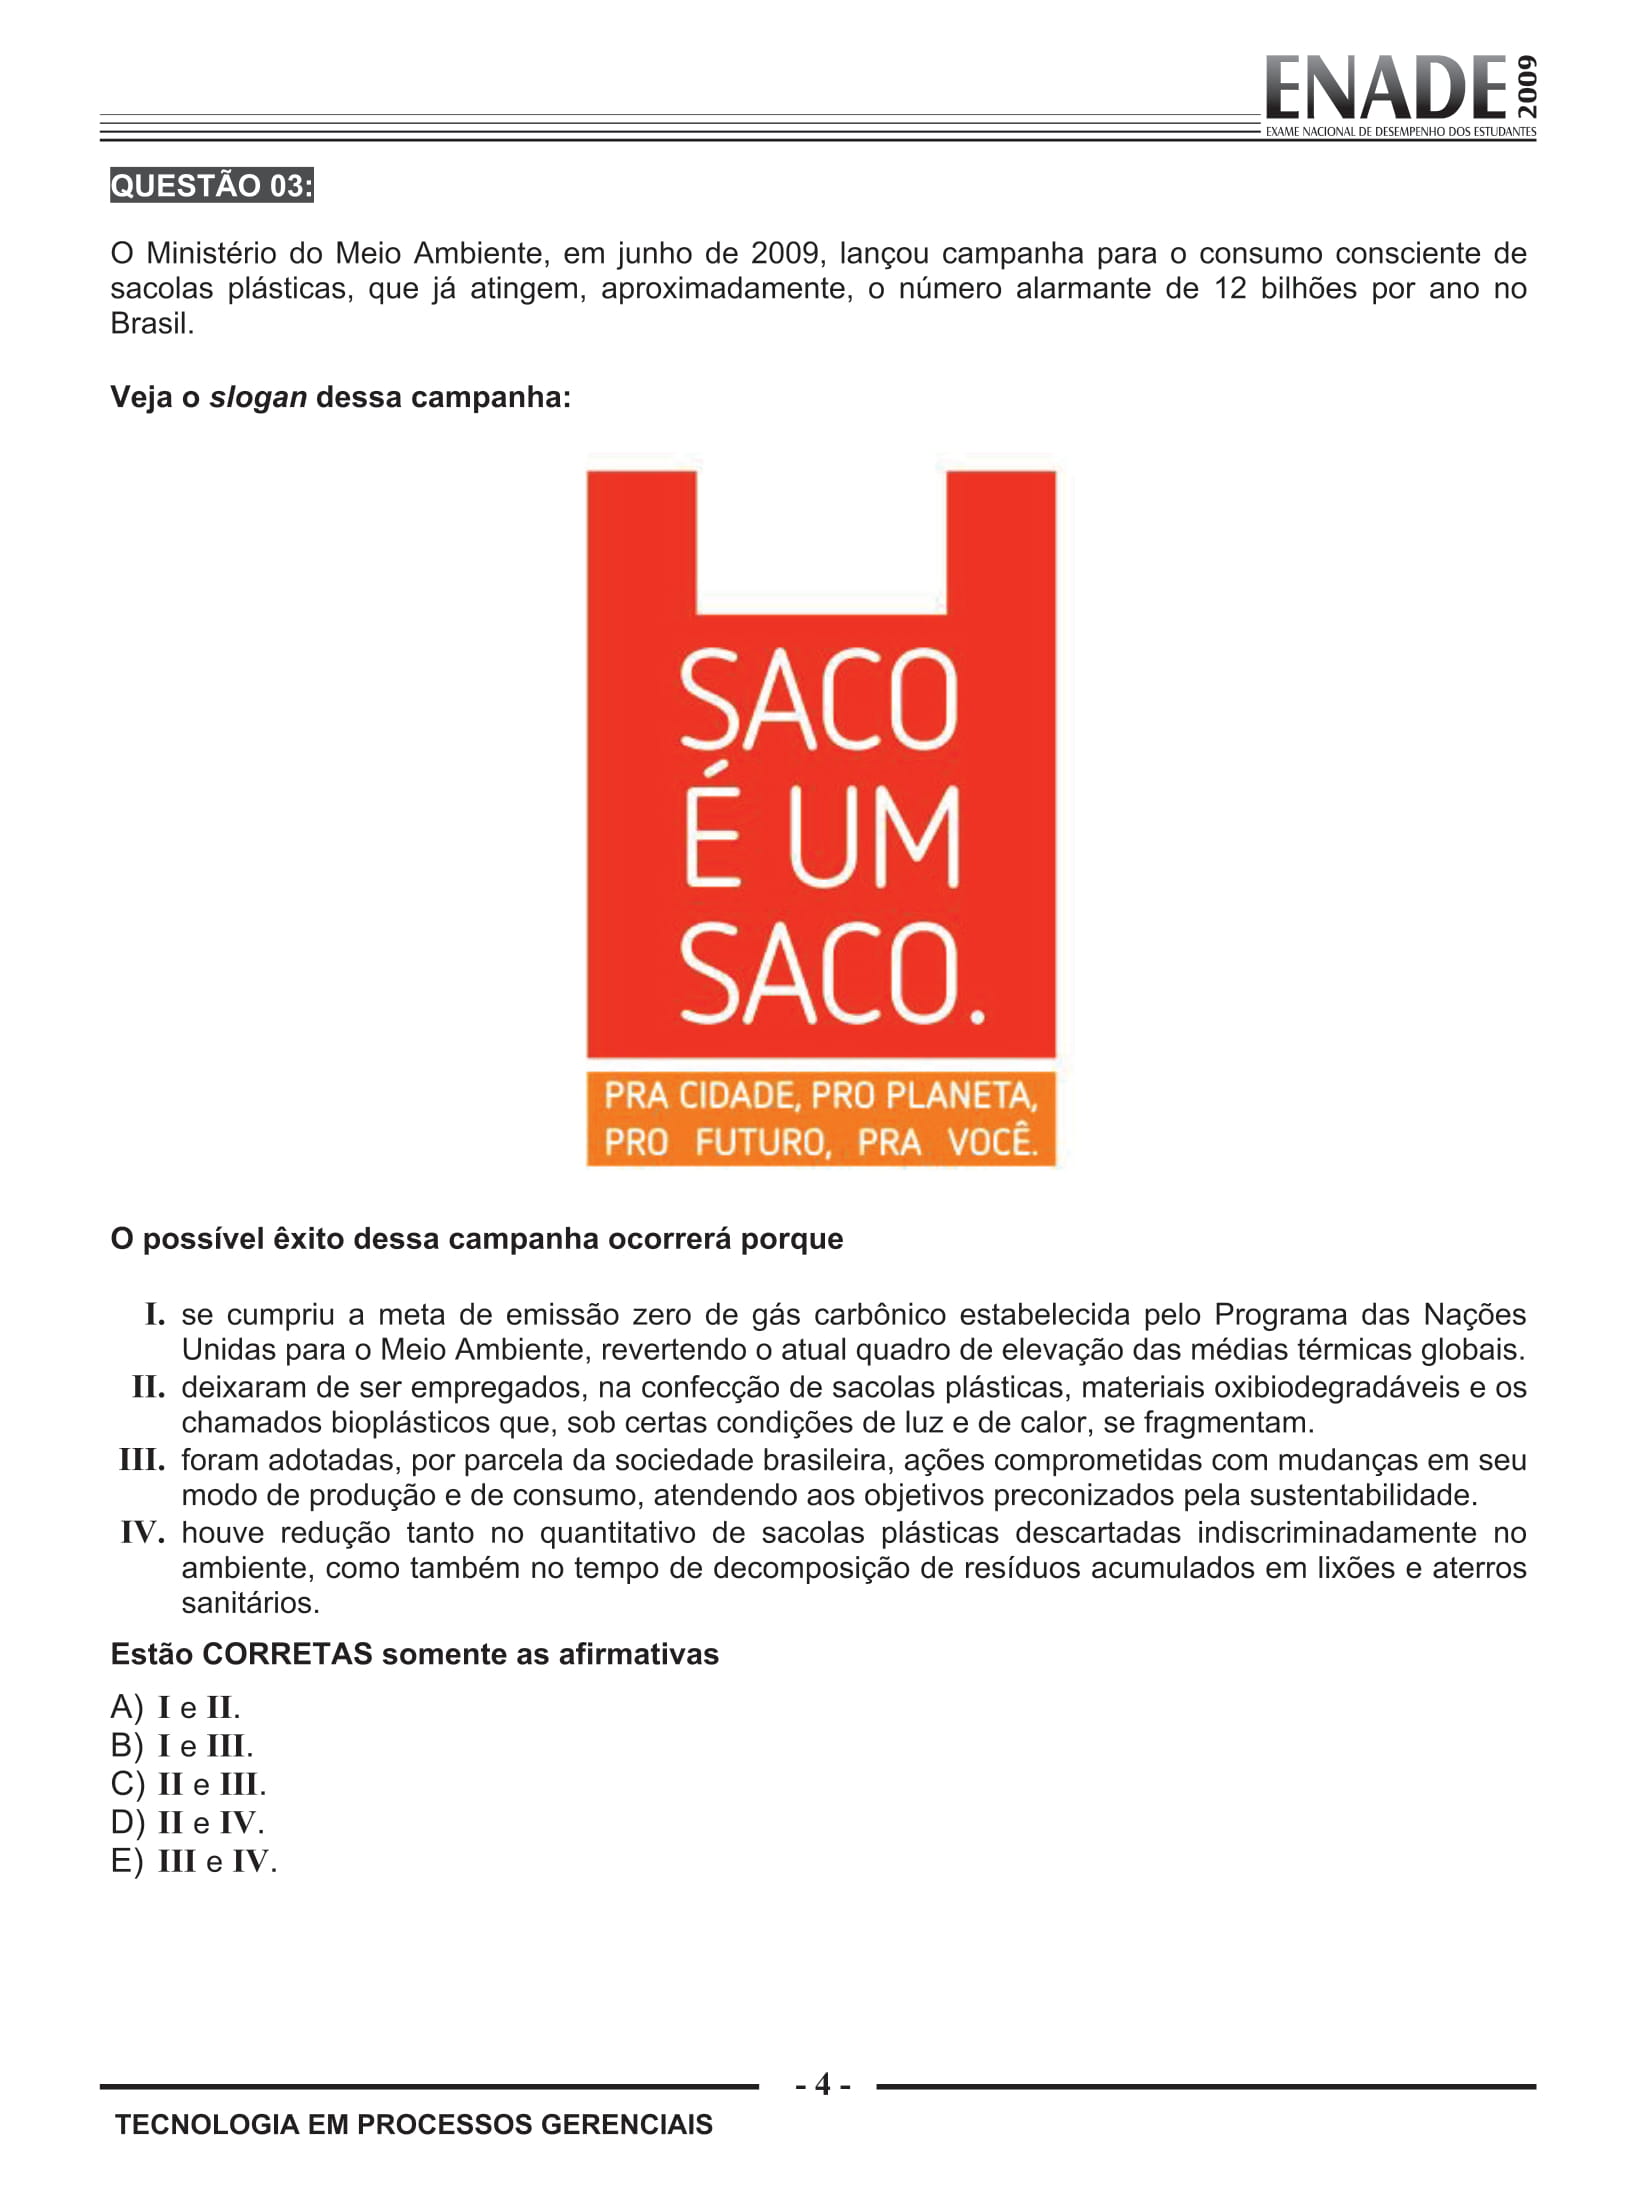 ENADE 2009
EXAME NACIONAL DE DESEMPENHO DOS ESTUDANTES
QUESTÃO 03:
O Ministério do Meio Ambiente, em junho de 2009, lançou campanha para o consumo consciente de
sacolas plásticas, que já atingem, aproximadamente, o número alarmante de 12 bilhões por ano no
Brasil.
Veja o slogan dessa campanha:
SACO
É UM
SACO.
PRA CIDADE, PRO PLANETA,
PRO FUTURO, PRA VOCÊ.
O possível êxito dessa campanha ocorrerá porque
I. se cumpriu a meta de emissão zero de gás carbônico estabelecida pelo Programa das Nações
Unidas para o Meio Ambiente, revertendo o atual quadro de elevação das médias térmicas globais.
II. deixaram de ser empregados, na confecção de sacolas plásticas, materiais oxibiodegradáveis e os
chamados bioplásticos que, sob certas condições de luz e de calor, se fragmentam.
III. foram adotadas, por parcela da sociedade brasileira, ações comprometidas com mudanças em seu
modo de produção e de consumo, atendendo aos objetivos preconizados pela sustentabilidade.
IV. houve redução tanto no quantitativo de sacolas plásticas descartadas indiscriminadamente no
ambiente, como também no tempo de decomposição de resíduos acumulados em lixões e aterros
sanitários.
Estão CORRETAS somente as afirmativas
A) I e II.
B) I e III.
C) II e III.
D) II e IV.
E) III e IV.
- 4 -
TECNOLOGIA EM PROCESSOS GERENCIAIS